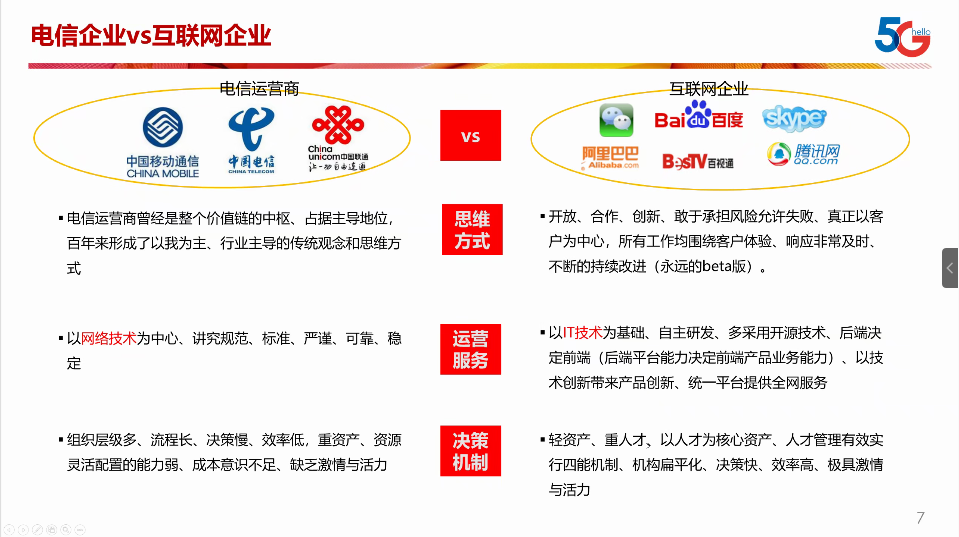 电信企业vs互联网企业
5G hello
电信运营商
互联网企业
中国移动通信
CHINA MOBILE
中国电信
CHINA TELECOM
China
unicom中国联通
让一切自由连通
vs
Bai du 百度
skype
阿里巴巴
Alibaba.com
BesTV百视通
腾讯网
QQ.com
▪电信运营商曾经是整个价值链的中枢、占据主导地位，
百年来形成了以我为主、行业主导的传统观念和思维方
式
思维
方式
▪开放、合作、创新、敢于承担风险允许失败、真正以客
户为中心，所有工作均围绕客户体验、响应非常及时、
不断的持续改进（永远的beta版）。
▪以网络技术为中心、讲究规范、标准、严谨、可靠、稳
定
运营
服务
▪以IT技术为基础、自主研发、多采用开源技术、后端决
定前端（后端平台能力决定前端产品业务能力）、以技
术创新带来产品创新、统一平台提供全网服务
▪组织层级多、流程长、决策慢、效率低，重资产、资源
灵活配置的能力弱、成本意识不足、缺乏激情与活力
决策
机制
▪轻资产、重人才、以人才为核心资产、人才管理有效实
行四能机制、机构扁平化、决策快、效率高、极具激情
与活力
7